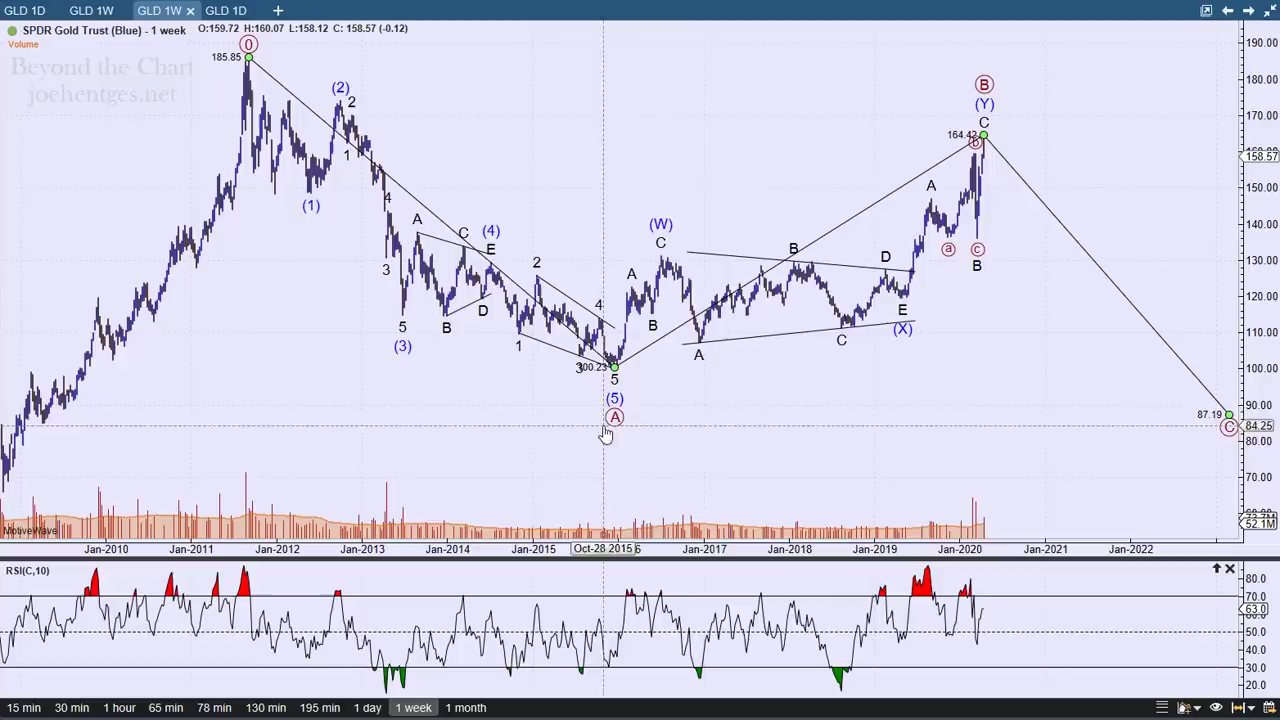 GLD 1D GLD 1W GLD 1W GLD 1D
SPDR Gold Trust (Blue) - 1 week O:159.72 H:160.07 L:158.12 C: 158.57 (-0.12)
Volume
Beyond the Chart
joehentges.net
190.00
0
185.85
180.00
B
(2)
2
(Y)
170.00
C
164.42
b
1
158.57
150.00
4
A
(1)
140.00
A
(W)
(4)
C
E
C
B
D
a
c
130.00
3
2
A
B
120.00
5
B
D
4
B
E
110.00
(3)
1
A
C
(X)
100.00
3
100.23
5
(5)
90.00
A
87.19
C
84.25
80.00
70.00
MotiveWave
52.1M
Jan-2010 Jan-2011 Jan-2012 Jan-2013 Jan-2014 Jan-2015 Oct-28 2015 6 Jan-2017 Jan-2018 Jan-2019 Jan-2020 Jan-2021 Jan-2022
RSI(C,10)
80.0
70.0
63.0
50.0
40.0
30.0
20.0
15 min 30 min 1 hour 65 min 78 min 130 min 195 min 1 day 1 week 1 month